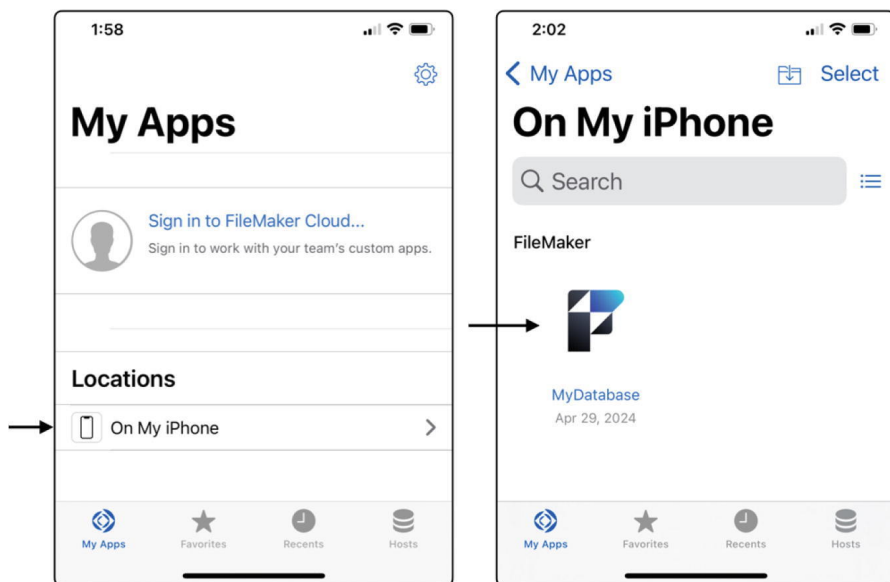 1:58
My Apps
Sign in to FileMaker Cloud...
Sign in to work with your team's custom apps.
Locations
On My iPhone
My Apps
Favorites
Recents
Hosts
2:02
My Apps
Select
On My iPhone
Search
FileMaker
MyDatabase
Apr 29, 2024
My Apps
Favorites
Recents
Hosts